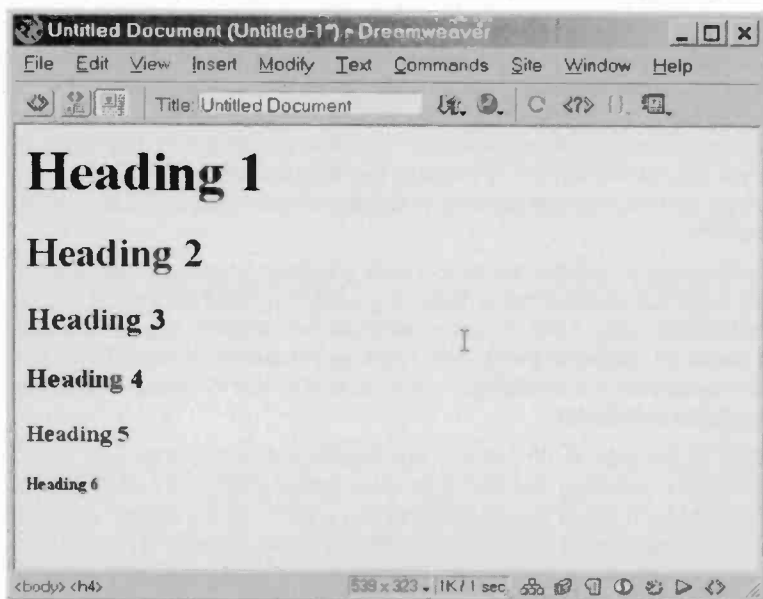 Untitled Document (Untitled-1*) - Dreamweaver
File Edit View Insert Modify Text Commands Site Window Help
Title: Untitled Document
Heading 1
Heading 2
Heading 3
Heading 4
Heading 5
Heading 6
<body> <h4> 539 x 323 1K / 1 sec